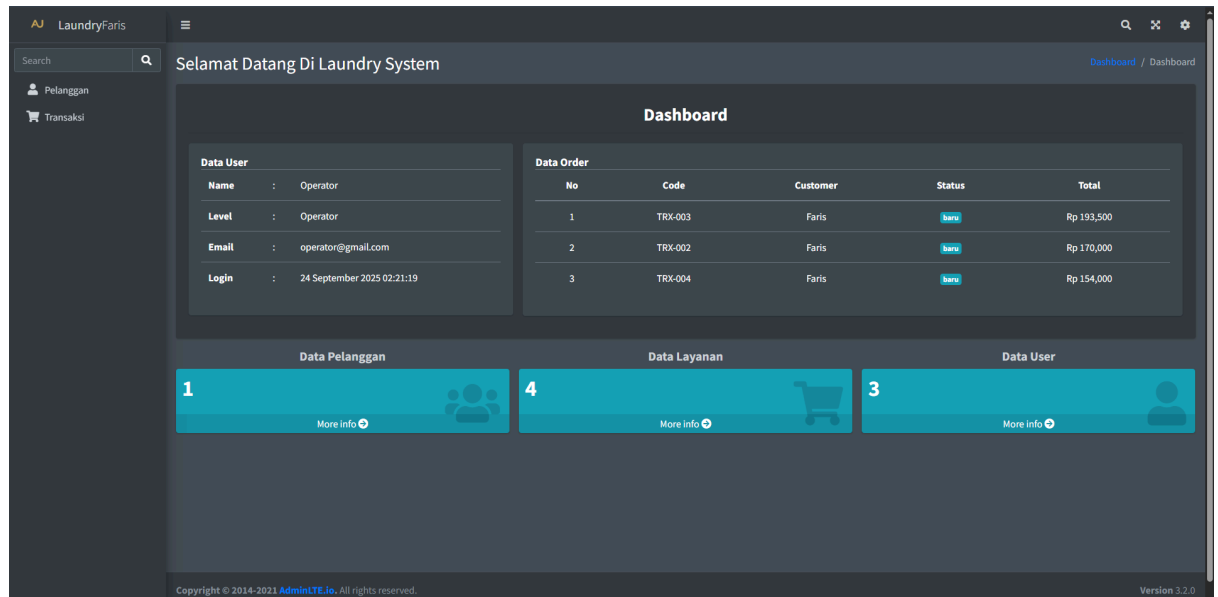 AJ LaundryFaris
Search
Pelanggan
Transaksi
Selamat Datang Di Laundry System
Dashboard / Dashboard
Dashboard
Data User
Name : Operator
Level : Operator
Email : operator@gmail.com
Login : 24 September 2025 02:21:19
Data Order
No Code Customer Status Total
1 TRX-003 Faris baru Rp 193,500
2 TRX-002 Faris baru Rp 170,000
3 TRX-004 Faris baru Rp 154,000
Data Pelanggan
1
More info
Data Layanan
4
More info
Data User
3
More info
Copyright © 2014-2021 AdminLTE.io. All rights reserved.
Version 3.2.0